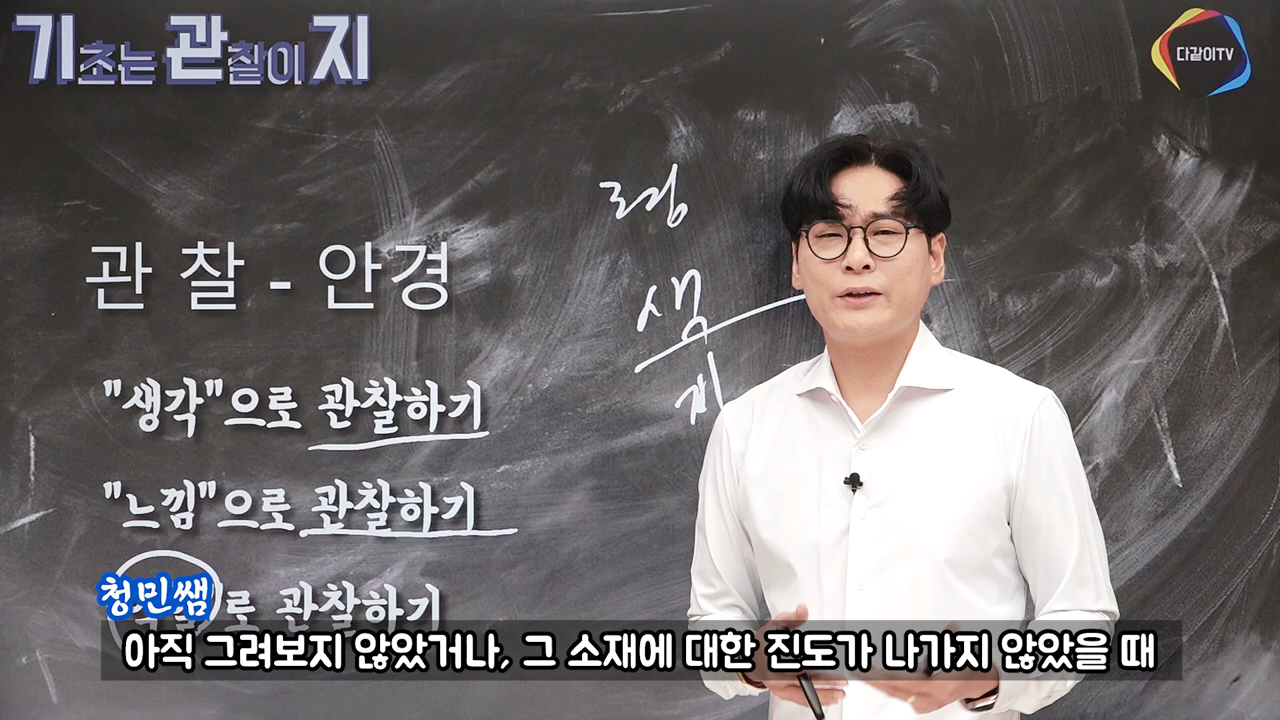 기초는 관찰이지
다같이TV
관 찰 - 안경
"생각"으로 관찰하기
"느낌"으로 관찰하기
로 관찰하기
형
샘
지
청민쌤
아직 그려보지 않았거나, 그 소재에 대한 진도가 나가지 않았을 때